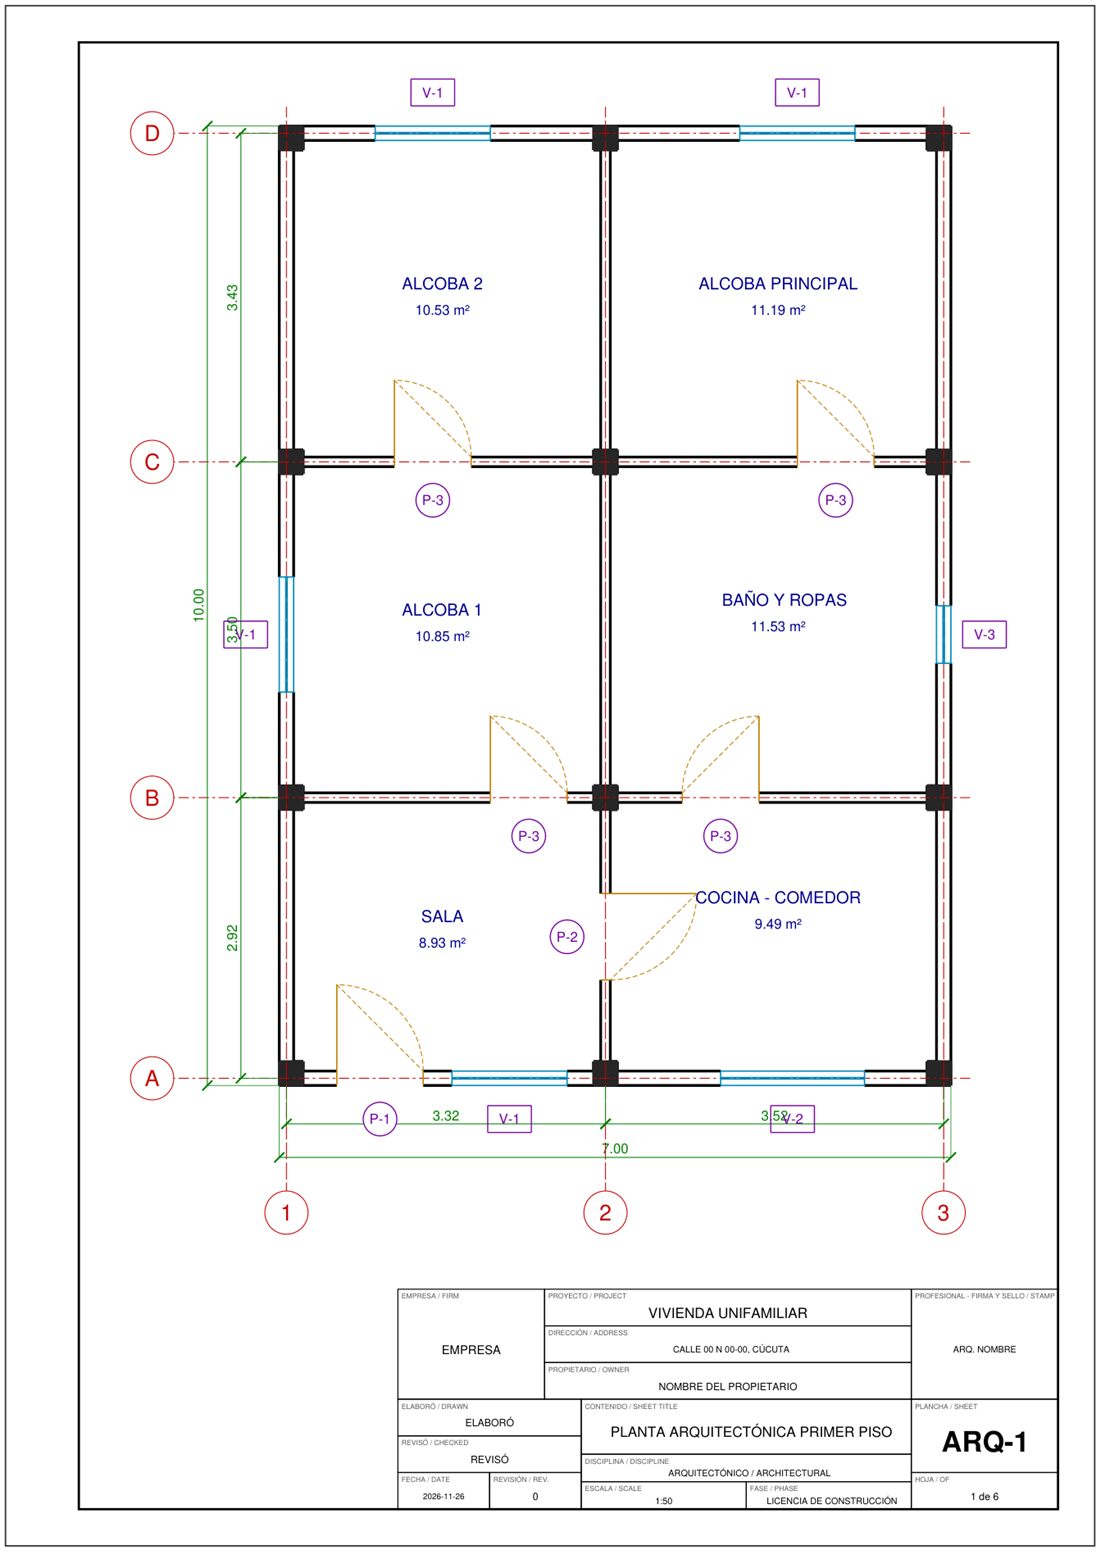 V-1
V-1
D
ALCOBA 2
10.53 m²
ALCOBA PRINCIPAL
11.19 m²
3.43
C
P-3
P-3
10.00
3.50
V-1
ALCOBA 1
10.85 m²
BAÑO Y ROPAS
11.53 m²
V-3
B
P-3
P-3
2.92
SALA
8.93 m²
P-2
COCINA - COMEDOR
9.49 m²
A
P-1
3.32
V-1
3.52
V-2
7.00
1
2
3
EMPRESA / FIRM
EMPRESA
PROYECTO / PROJECT
VIVIENDA UNIFAMILIAR
DIRECCIÓN / ADDRESS
CALLE 00 N 00-00, CÚCUTA
PROPIETARIO / OWNER
NOMBRE DEL PROPIETARIO
PROFESIONAL - FIRMA Y SELLO / STAMP
ARQ. NOMBRE
ELABORÓ / DRAWN
ELABORÓ
REVISÓ / CHECKED
REVISÓ
FECHA / DATE
2026-11-26
REVISIÓN / REV.
0
CONTENIDO / SHEET TITLE
PLANTA ARQUITECTÓNICA PRIMER PISO
DISCIPLINA / DISCIPLINE
ARQUITECTÓNICO / ARCHITECTURAL
ESCALA / SCALE
1:50
FASE / PHASE
LICENCIA DE CONSTRUCCIÓN
PLANCHA / SHEET
ARQ-1
HOJA / OF
1 de 6